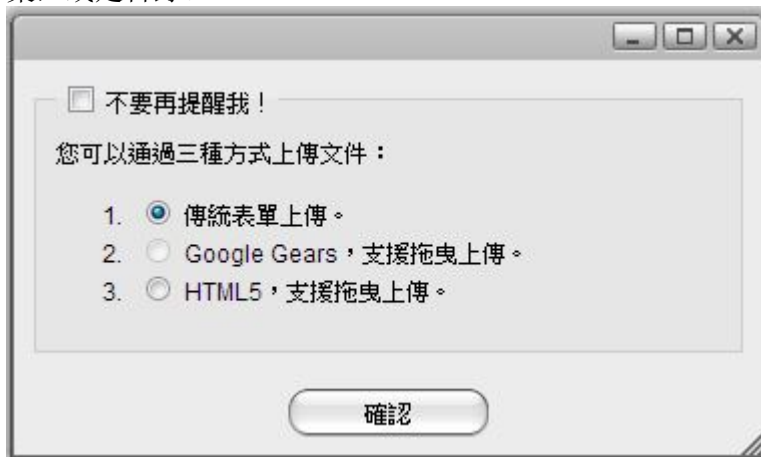 不要再提醒我！
您可以通過三種方式上傳文件：
1. 傳統表單上傳。
2. Google Gears，支援拖曳上傳。
3. HTML5，支援拖曳上傳。
確認